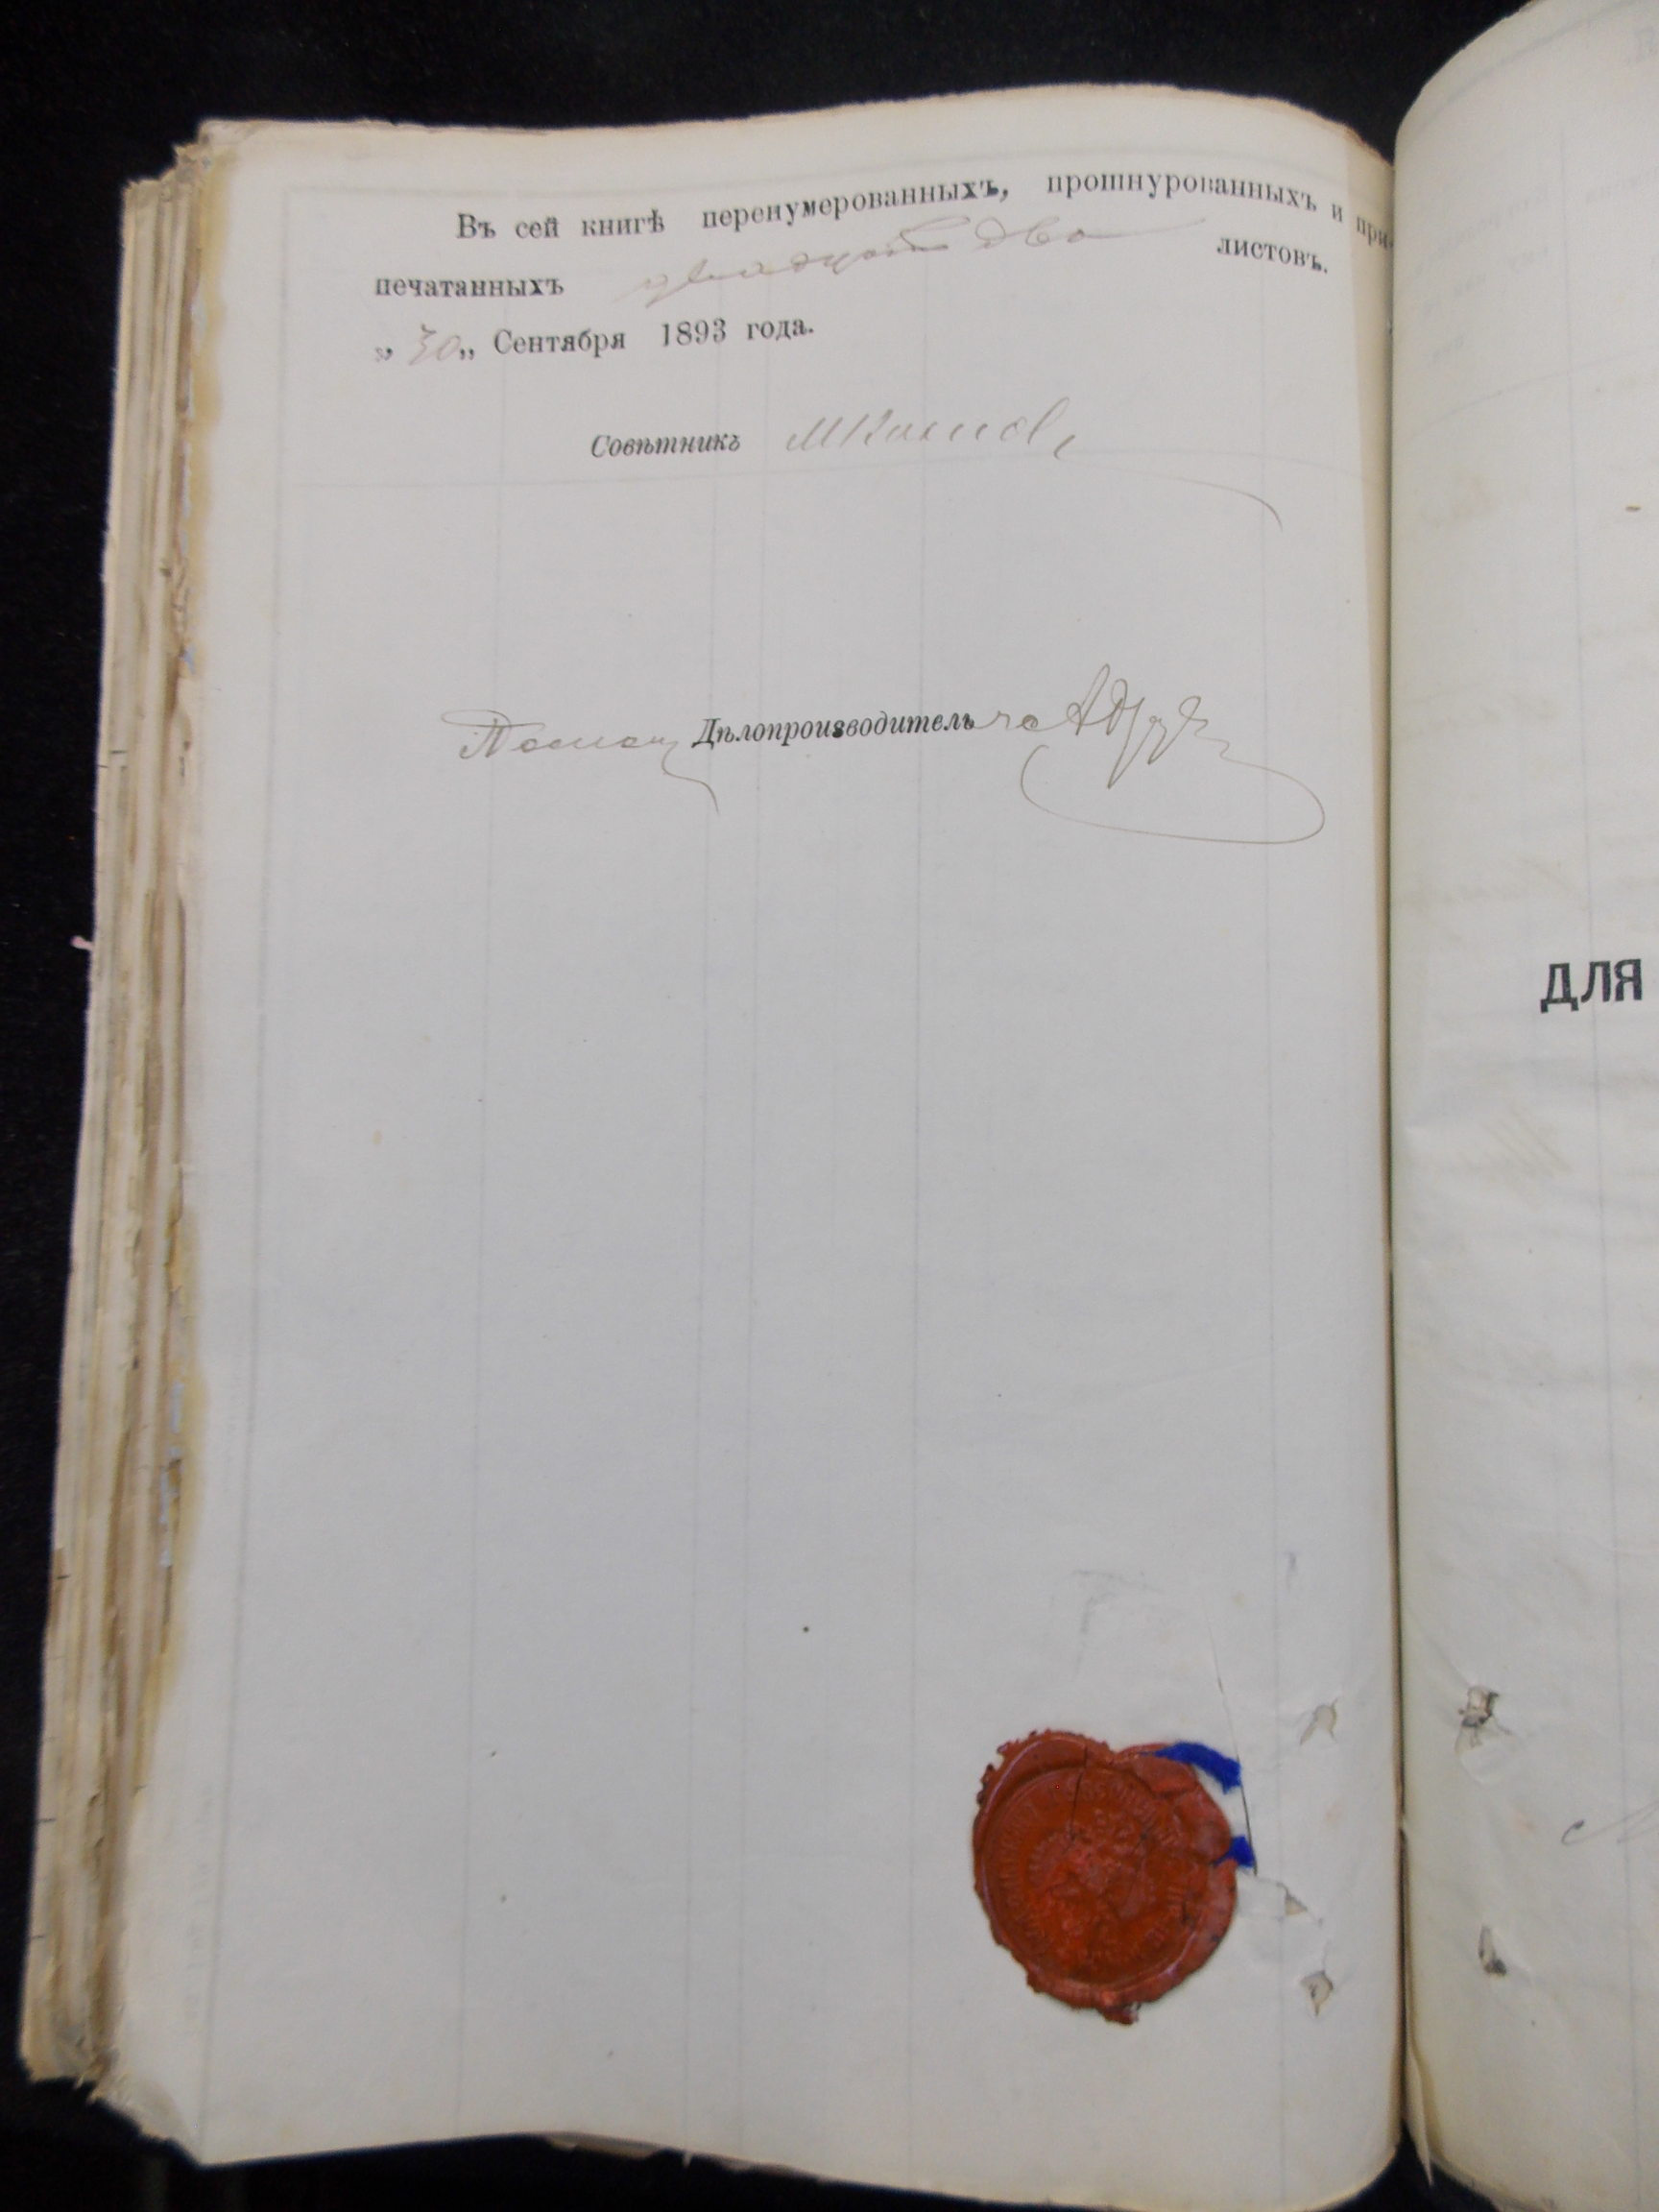 Въ сей книгѣ перенумерованныхъ, прошнурованныхъ и при-
печатанныхъ двадцать два листовъ.
„ 30 „ Сентября 1893 года.
Совѣтникъ
Дѣлопроизводитель
ДЛЯ